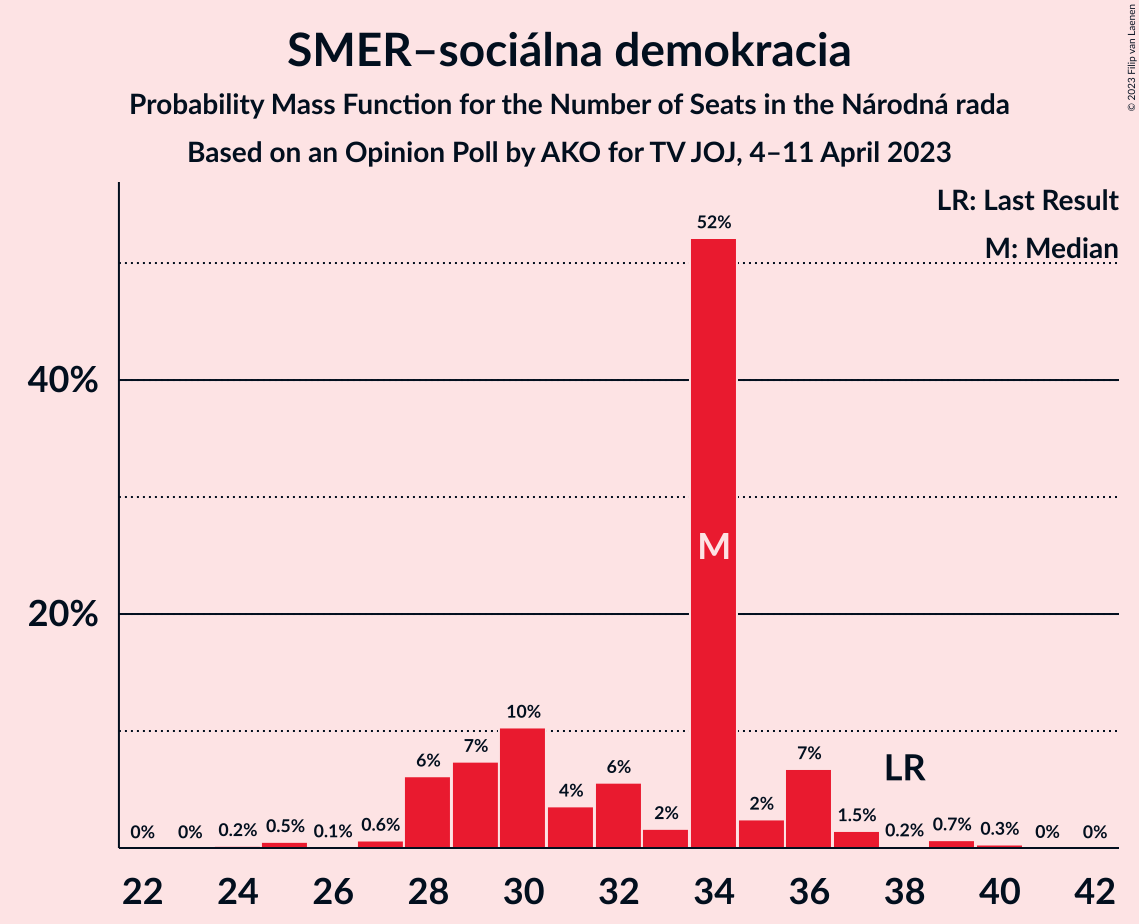 SMER–sociálna demokracia
Probability Mass Function for the Number of Seats in the Národná rada
Based on an Opinion Poll by AKO for TV JOJ, 4–11 April 2023
© 2023 Filip van Laenen
LR: Last Result
M: Median
40%
20%
0%
0%
0.2%
0.5%
0.1%
0.6%
6%
7%
10%
4%
6%
2%
52%
M
2%
7%
1.5%
LR
0.2%
0.7%
0.3%
0%
0%
22 24 26 28 30 32 34 36 38 40 42